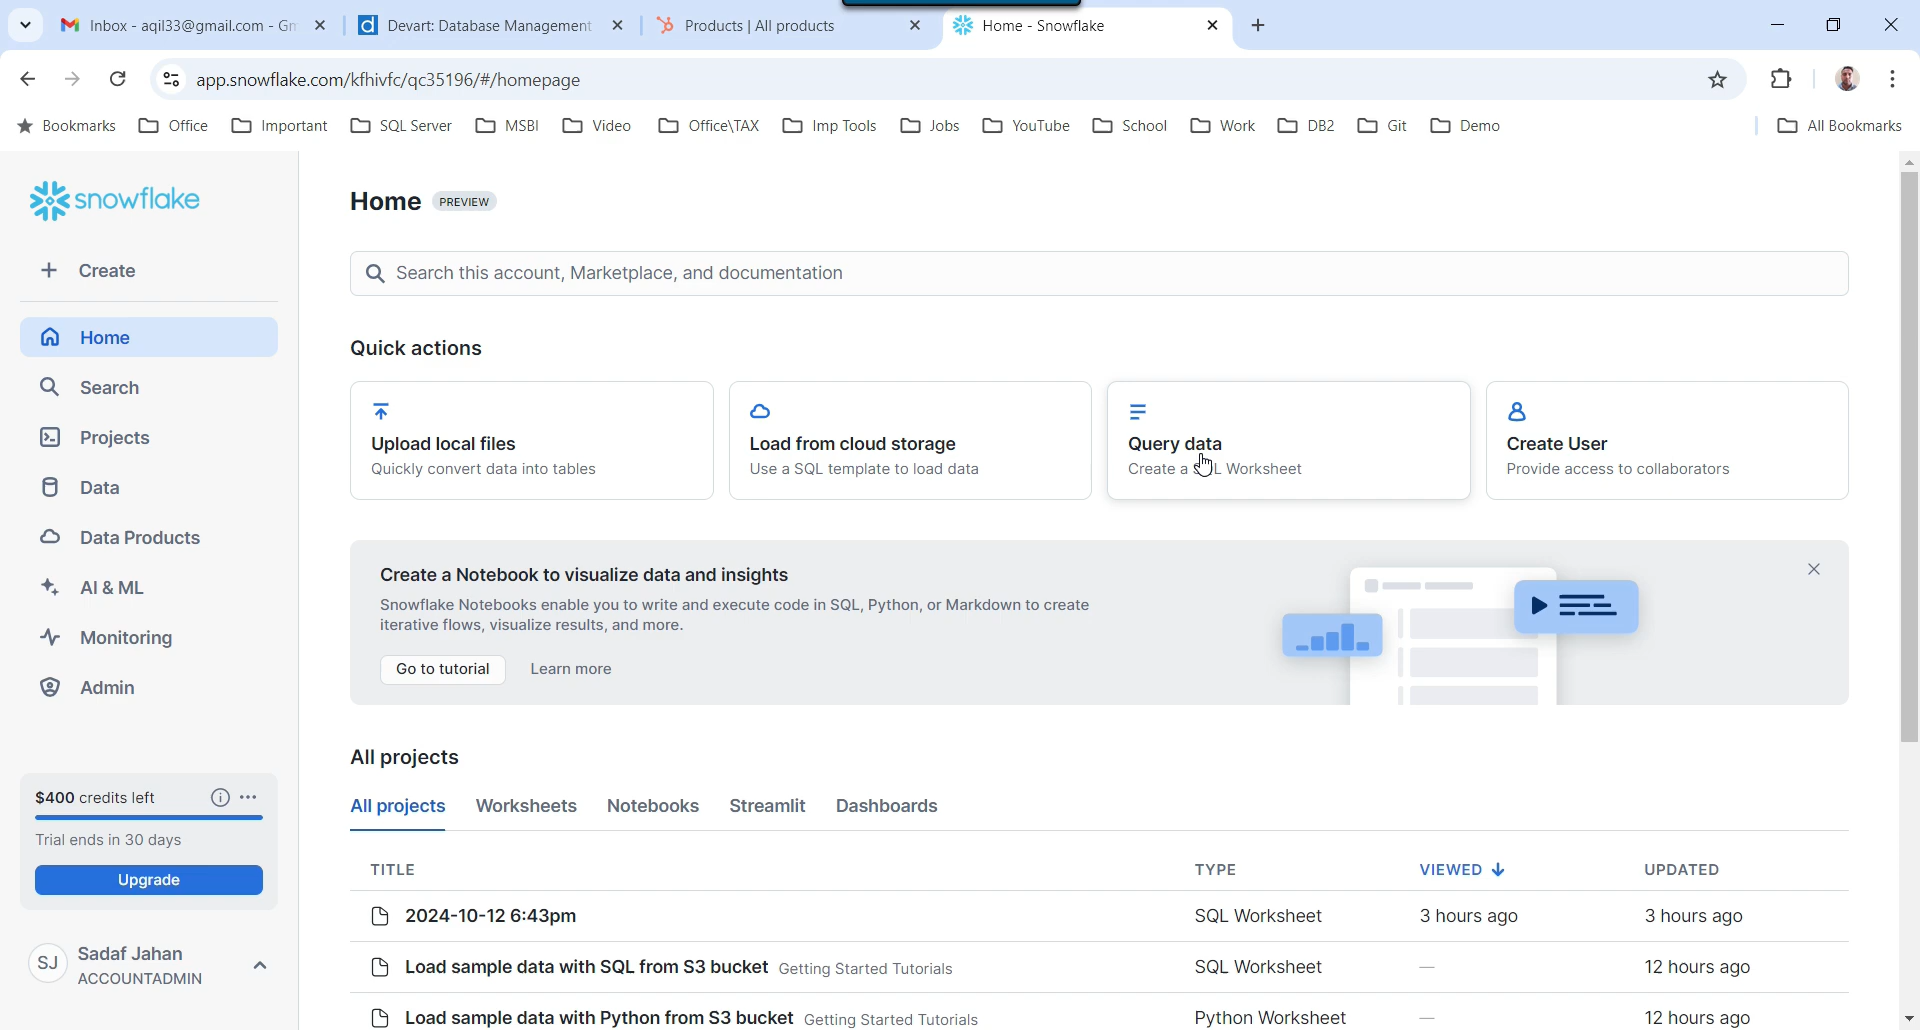 Inbox - aqil33@gmail.com - Gm
Devart: Database Management
Products | All products
Home - Snowflake
app.snowflake.com/kfhivfc/qc35196/#/homepage
Bookmarks
Office
Important
SQL Server
MSBI
Video
Office\TAX
Imp Tools
Jobs
YouTube
School
Work
DB2
Git
Demo
All Bookmarks
snowflake
Create
Home
Search
Projects
Data
Data Products
AI & ML
Monitoring
Admin
$400 credits left
Trial ends in 30 days
Upgrade
SJ
Sadaf Jahan
ACCOUNTADMIN
Home PREVIEW
Search this account, Marketplace, and documentation
Quick actions
Upload local files
Quickly convert data into tables
Load from cloud storage
Use a SQL template to load data
Query data
Create a SQL Worksheet
Create User
Provide access to collaborators
Create a Notebook to visualize data and insights
Snowflake Notebooks enable you to write and execute code in SQL, Python, or Markdown to create
iterative flows, visualize results, and more.
Go to tutorial
Learn more
All projects
All projects Worksheets Notebooks Streamlit Dashboards
TITLE TYPE VIEWED UPDATED
2024-10-12 6:43pm SQL Worksheet 3 hours ago 3 hours ago
Load sample data with SQL from S3 bucket Getting Started Tutorials SQL Worksheet — 12 hours ago
Load sample data with Python from S3 bucket Getting Started Tutorials Python Worksheet — 12 hours ago